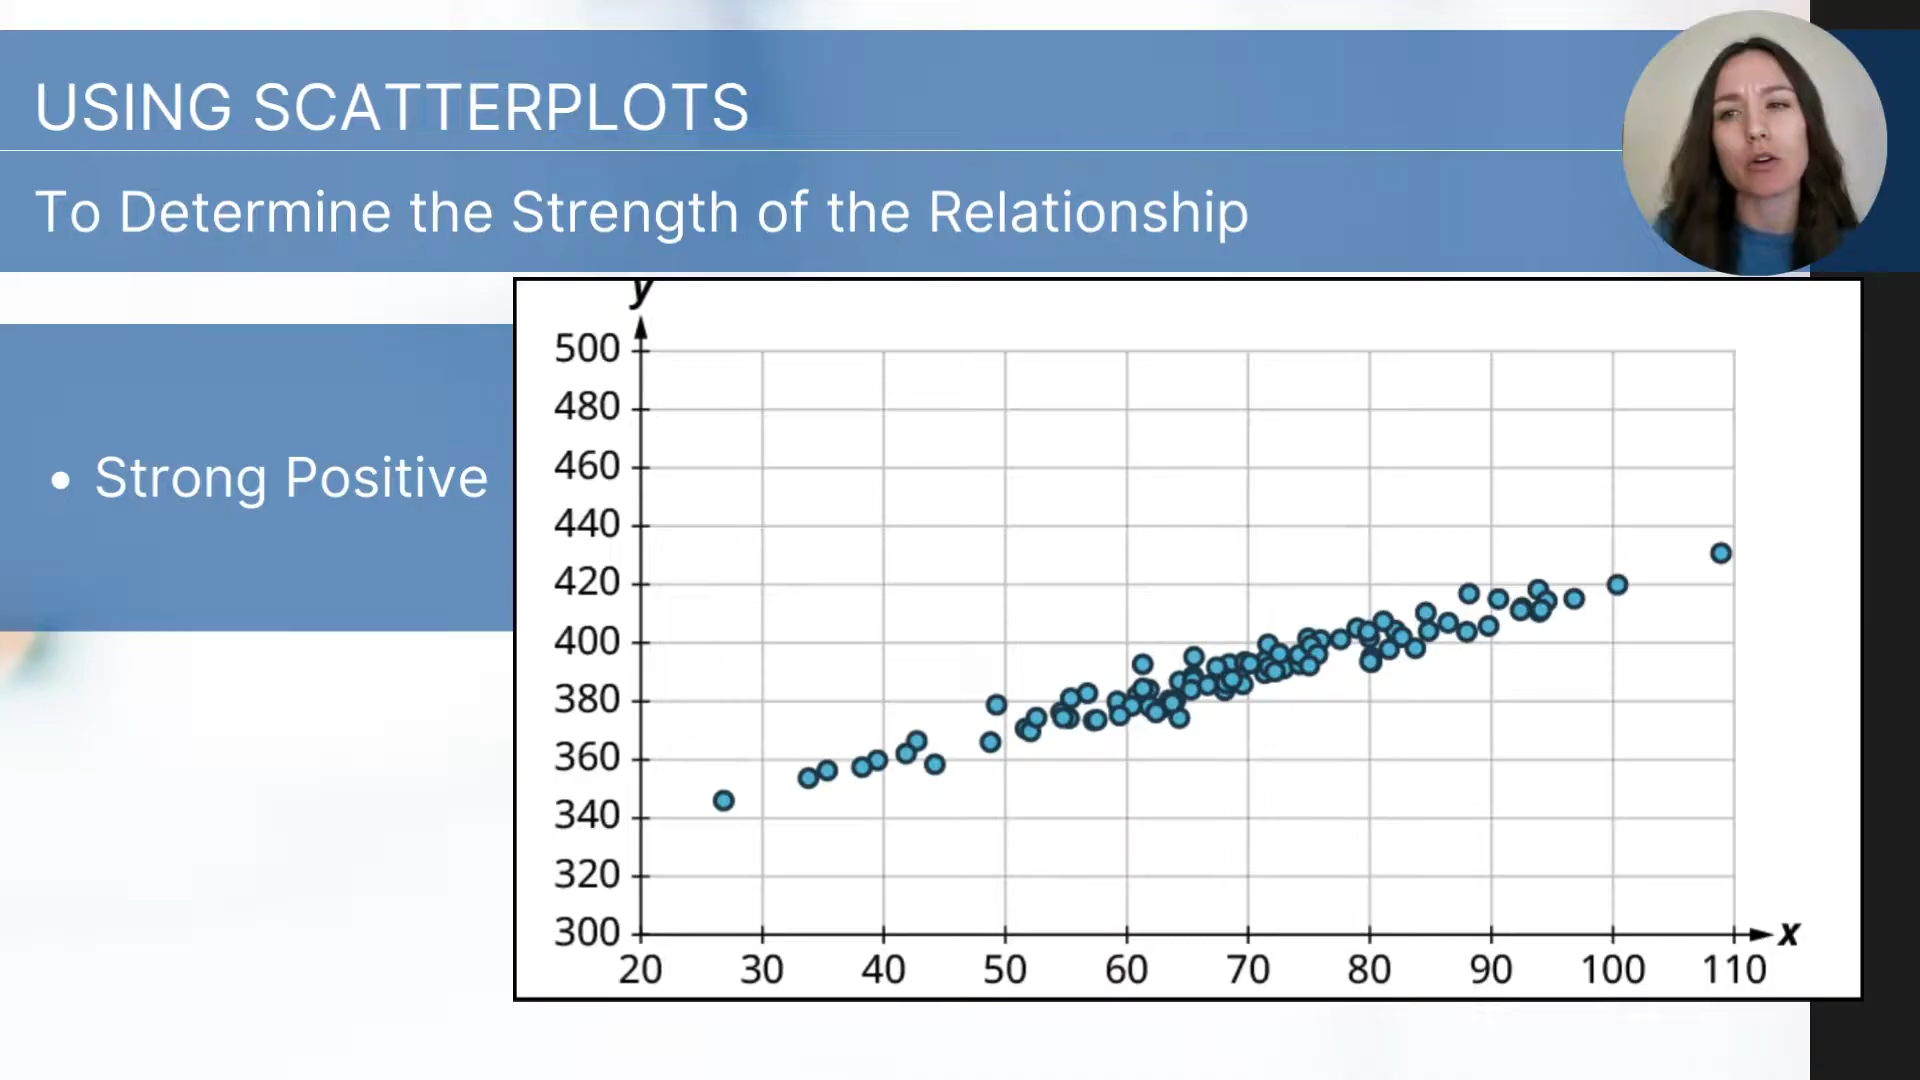 USING SCATTERPLOTS
To Determine the Strength of the Relationship
• Strong Positive
y
500
480
460
440
420
400
380
360
340
320
300
x
20 30 40 50 60 70 80 90 100 110